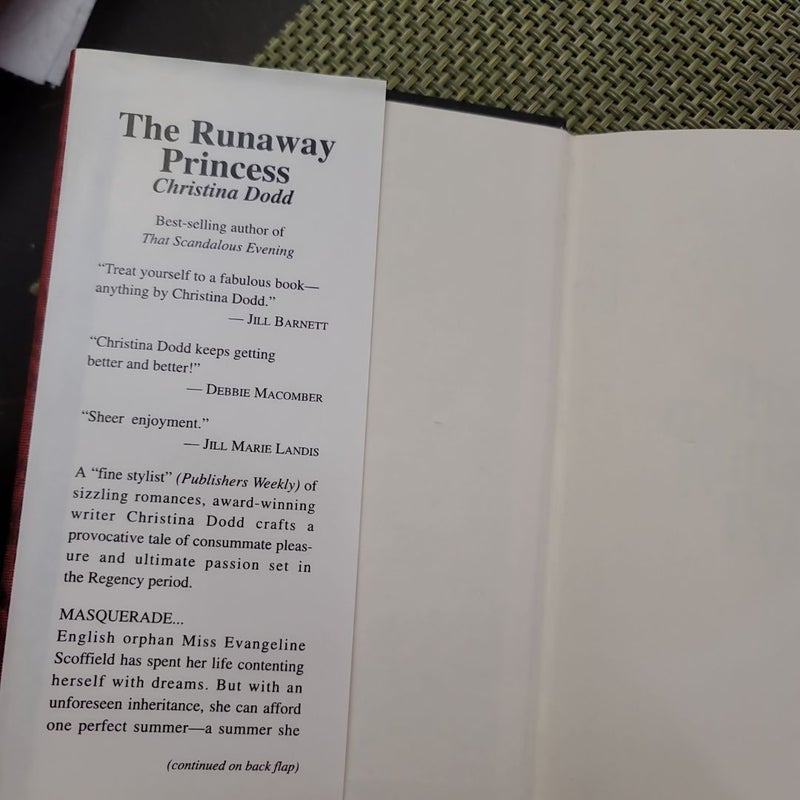 The Runaway
Princess
Christina Dodd
Best-selling author of
That Scandalous Evening
“Treat yourself to a fabulous book—
anything by Christina Dodd.”
— JILL BARNETT
“Christina Dodd keeps getting
better and better!”
— DEBBIE MACOMBER
“Sheer enjoyment.”
— JILL MARIE LANDIS
A “fine stylist” (Publishers Weekly) of
sizzling romances, award-winning
writer Christina Dodd crafts a
provocative tale of consummate pleas-
ure and ultimate passion set in
the Regency period.
MASQUERADE...
English orphan Miss Evangeline
Scoffield has spent her life contenting
herself with dreams. But with an
unforeseen inheritance, she can afford
one perfect summer—a summer she
(continued on back flap)